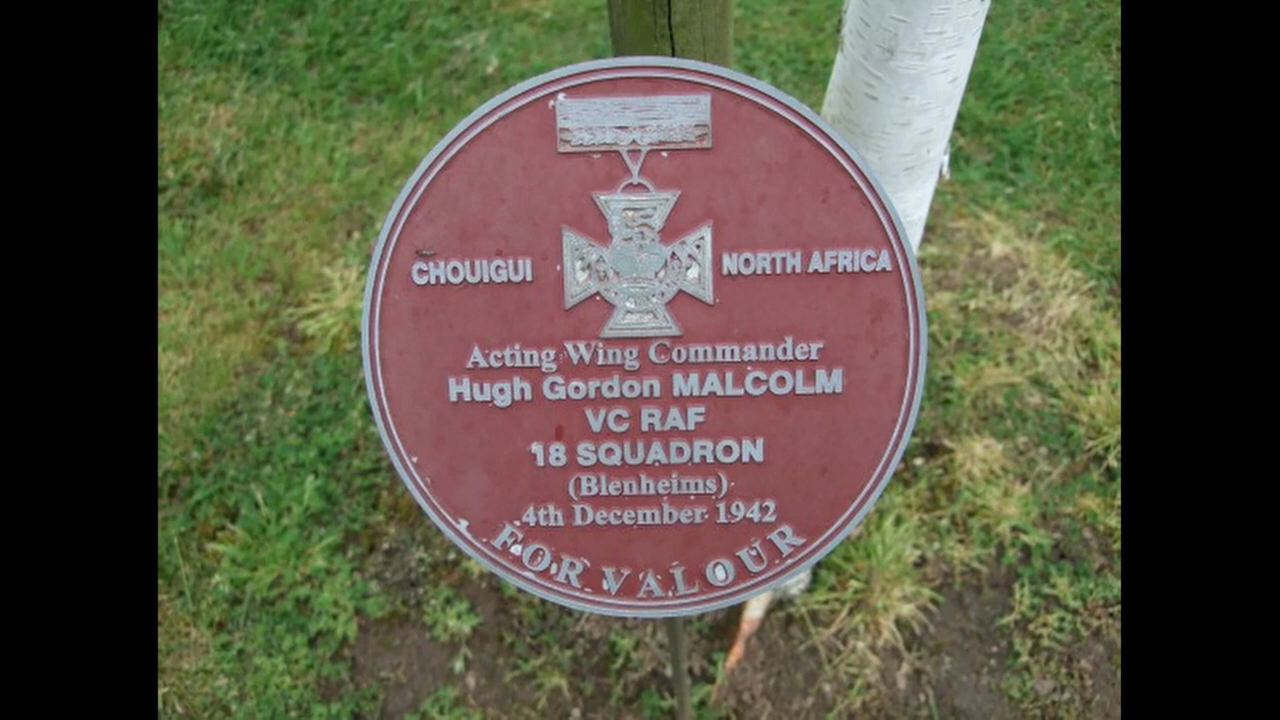 CHOUIGUI NORTH AFRICA
Acting Wing Commander
Hugh Gordon MALCOLM
VC RAF
18 SQUADRON
(Blenheims)
4th December 1942
FOR VALOUR